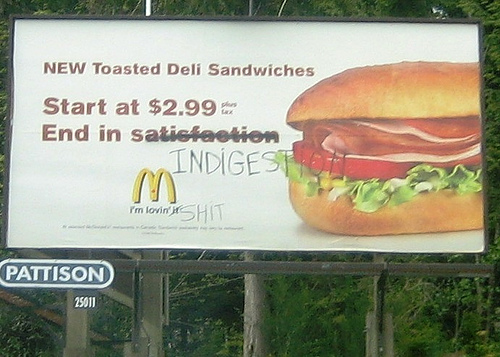 NEW Toasted Deli Sandwiches
Start at $2.99 plus tax
End in satisfaction
INDIGESTION
M
i'm lovin' it SHIT
PATTISON
25011